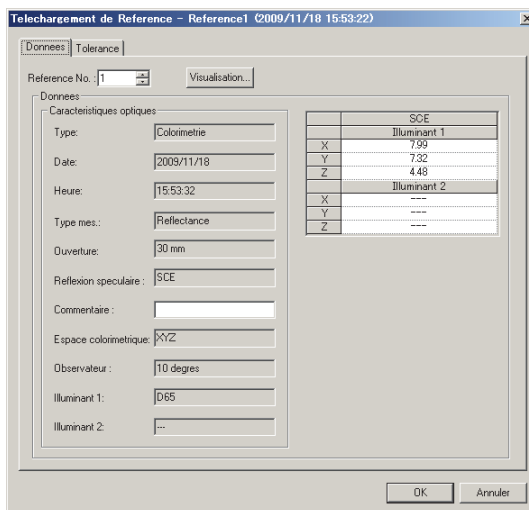 Telechargement de Reference - Reference1 (2009/11/18 15:53:22)
Donnees Tolerance
Reference No. : 1 Visualisation...
Donnees
Caracteristiques optiques
Type: Colorimetrie
Date: 2009/11/18
Heure: 15:53:32
Type mes.: Reflectance
Ouverture: 30 mm
Reflexion speculaire : SCE
Commentaire :
Espace colorimetrique: XYZ
Observateur : 10 degres
Illuminant 1: D65
Illuminant 2: ---
SCE
Illuminant 1
X 7.99
Y 7.32
Z 4.48
Illuminant 2
X ---
Y ---
Z ---
OK Annuler